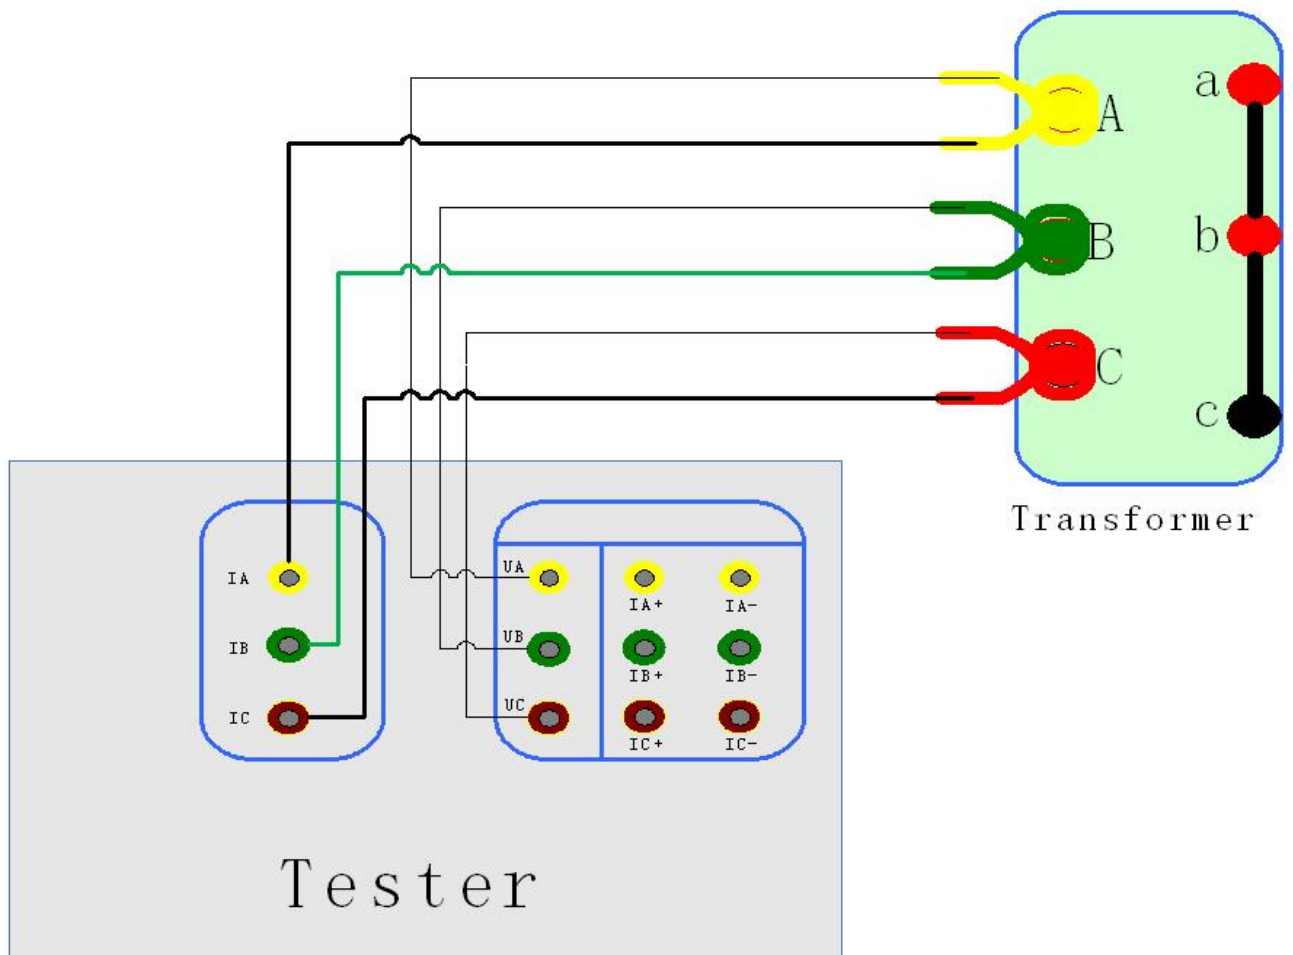 a
A
b
B
C
c
Transformer
IA
UA
IA+
IA-
IB
UB
IB+
IB-
IC
UC
IC+
IC-
Tester